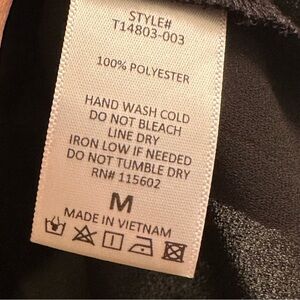 STYLE#
T14803-003
100% POLYESTER
HAND WASH COLD
DO NOT BLEACH
LINE DRY
IRON LOW IF NEEDED
DO NOT TUMBLE DRY
RN# 115602
M
MADE IN VIETNAM